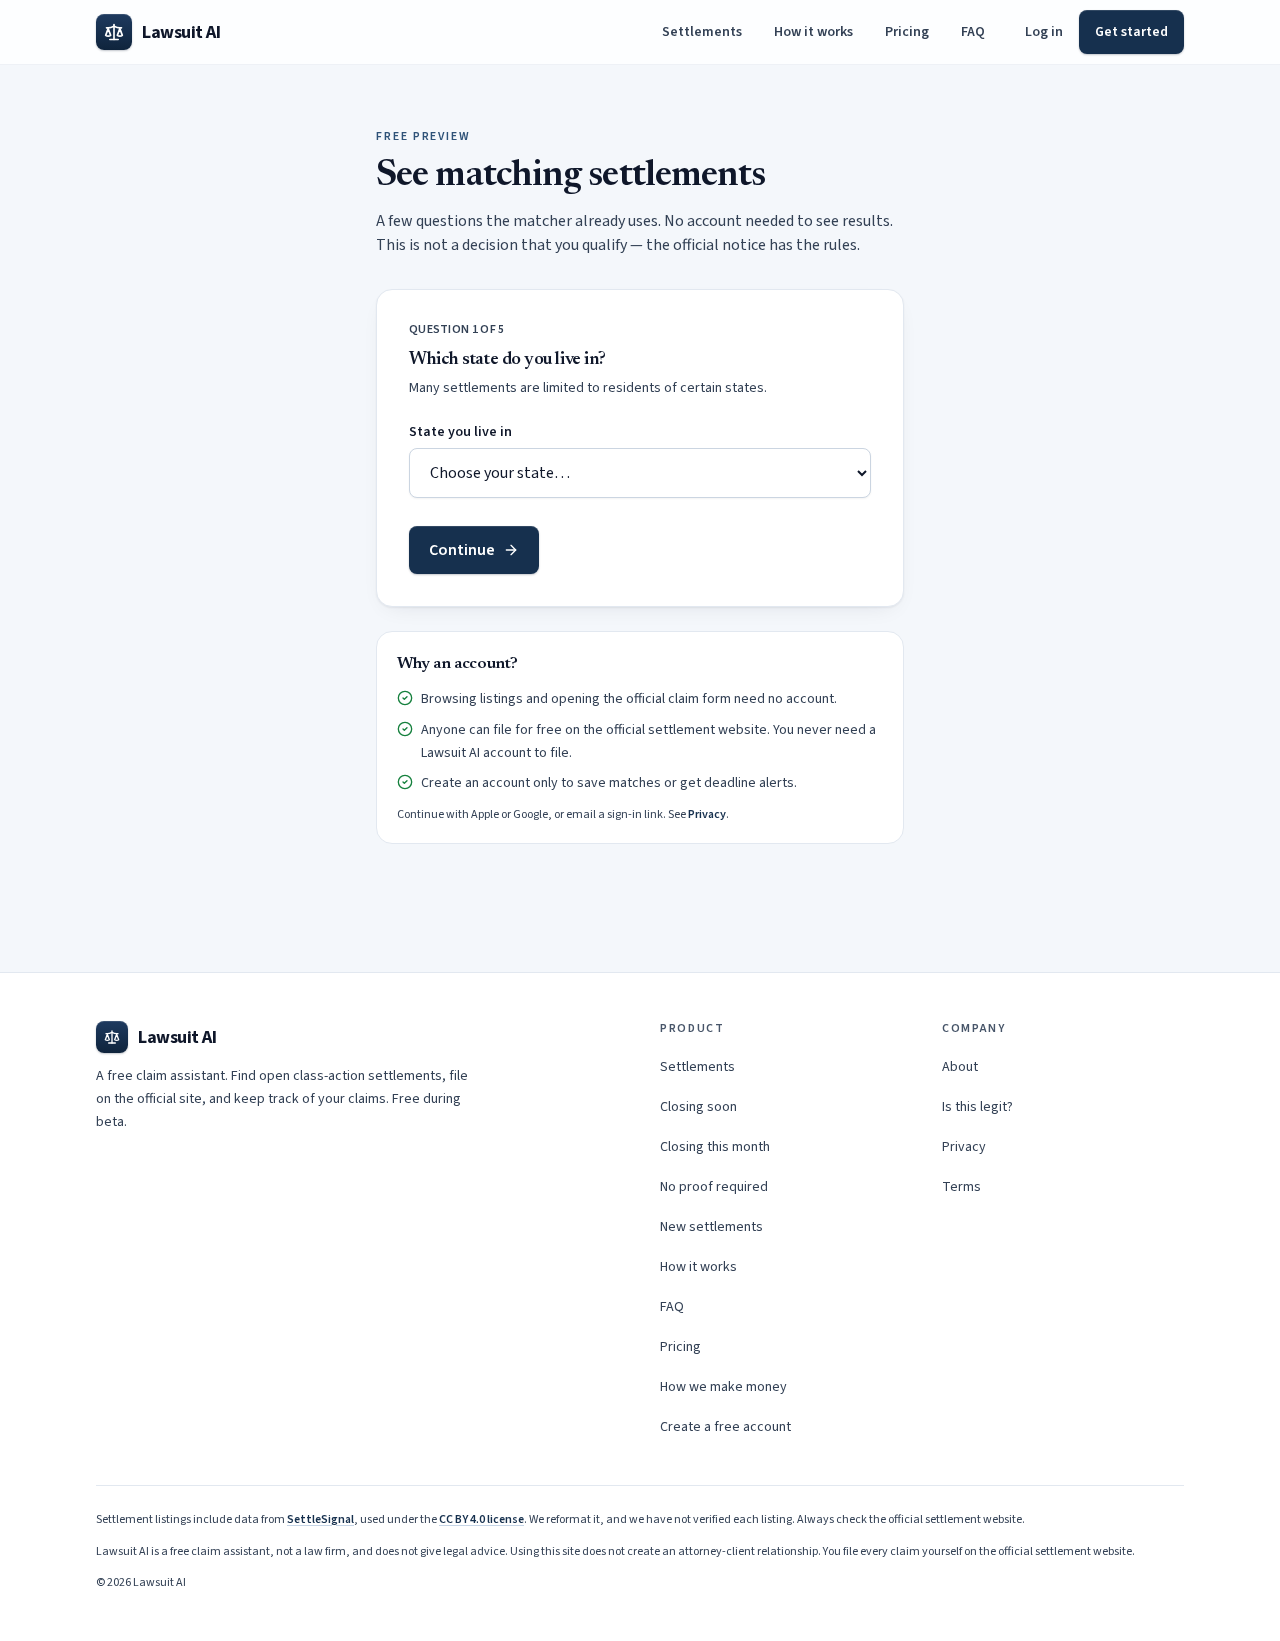 Lawsuit AI
Settlements
How it works
Pricing
FAQ
Log in
Get started
FREE PREVIEW
See matching settlements
A few questions the matcher already uses. No account needed to see results.
This is not a decision that you qualify — the official notice has the rules.
QUESTION 1 OF 5
Which state do you live in?
Many settlements are limited to residents of certain states.
State you live in
Choose your state…
Continue →
Why an account?
Browsing listings and opening the official claim form need no account.
Anyone can file for free on the official settlement website. You never need a
Lawsuit AI account to file.
Create an account only to save matches or get deadline alerts.
Continue with Apple or Google, or email a sign-in link. See Privacy.
Lawsuit AI
A free claim assistant. Find open class-action settlements, file
on the official site, and keep track of your claims. Free during
beta.
PRODUCT
Settlements
Closing soon
Closing this month
No proof required
New settlements
How it works
FAQ
Pricing
How we make money
Create a free account
COMPANY
About
Is this legit?
Privacy
Terms
Settlement listings include data from SettleSignal, used under the CC BY 4.0 license. We reformat it, and we have not verified each listing. Always check the official settlement website.
Lawsuit AI is a free claim assistant, not a law firm, and does not give legal advice. Using this site does not create an attorney-client relationship. You file every claim yourself on the official settlement website.
© 2026 Lawsuit AI